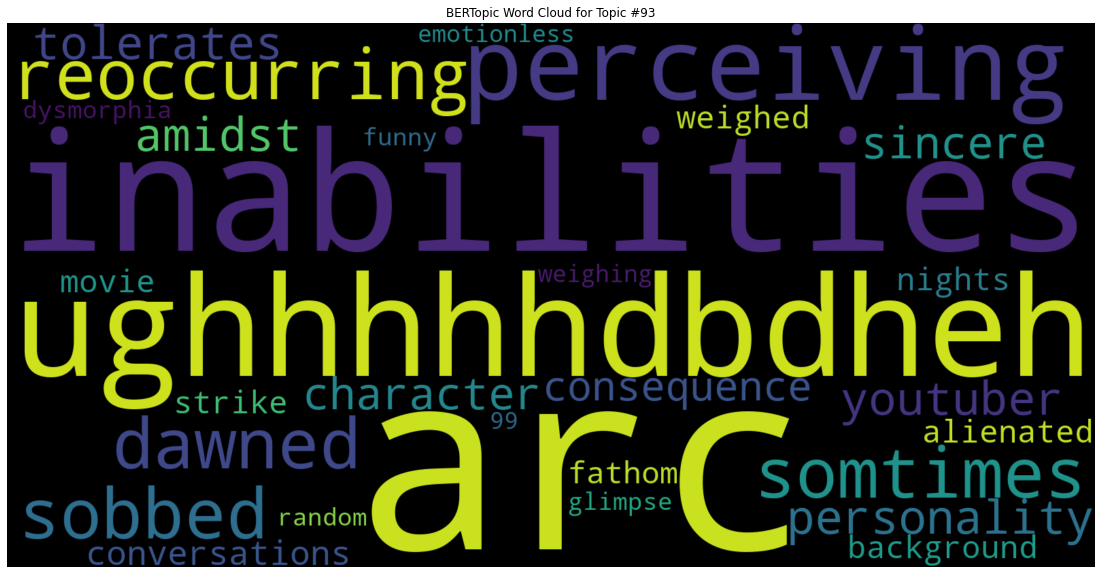 BERTopic Word Cloud for Topic #93
tolerates
emotionless
perceiving
reoccurring
dysmorphia
amidst
funny
weighed
sincere
inabilities
movie
weighing
nights
ughhhhhhdbdheh
strike
character
consequence
youtuber
99
dawned
arc
alienated
fathom
somtimes
sobbed
random
glimpse
personality
conversations
background